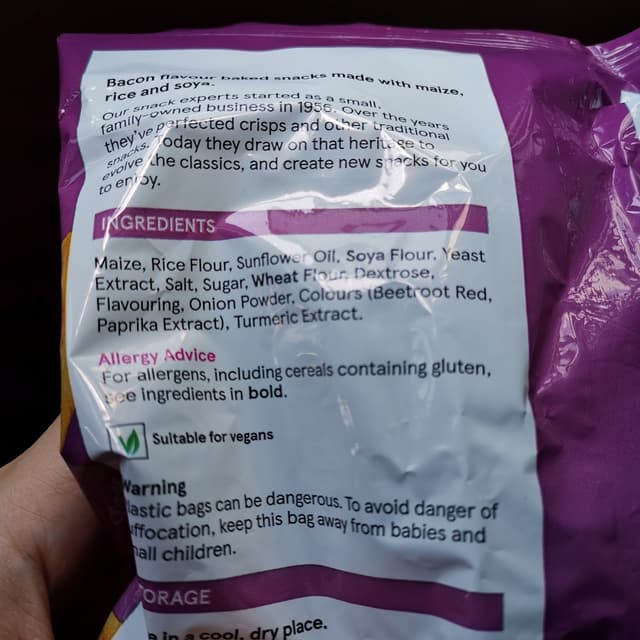 Bacon flavour baked snacks made with maize,
rice and soya.
Our snack experts started as a small,
family-owned business in 1956. Over the years
they've perfected crisps and other traditional
snacks. Today they draw on that heritage to
evolve the classics, and create new snacks for you
to enjoy.
INGREDIENTS
Maize, Rice Flour, Sunflower Oil, Soya Flour, Yeast
Extract, Salt, Sugar, Wheat Flour, Dextrose,
Flavouring, Onion Powder, Colours (Beetroot Red,
Paprika Extract), Turmeric Extract.
Allergy Advice
For allergens, including cereals containing gluten,
see ingredients in bold.
Suitable for vegans
Warning
lastic bags can be dangerous. To avoid danger of
ffocation, keep this bag away from babies and
all children.
ORAGE
in a cool, dry place.